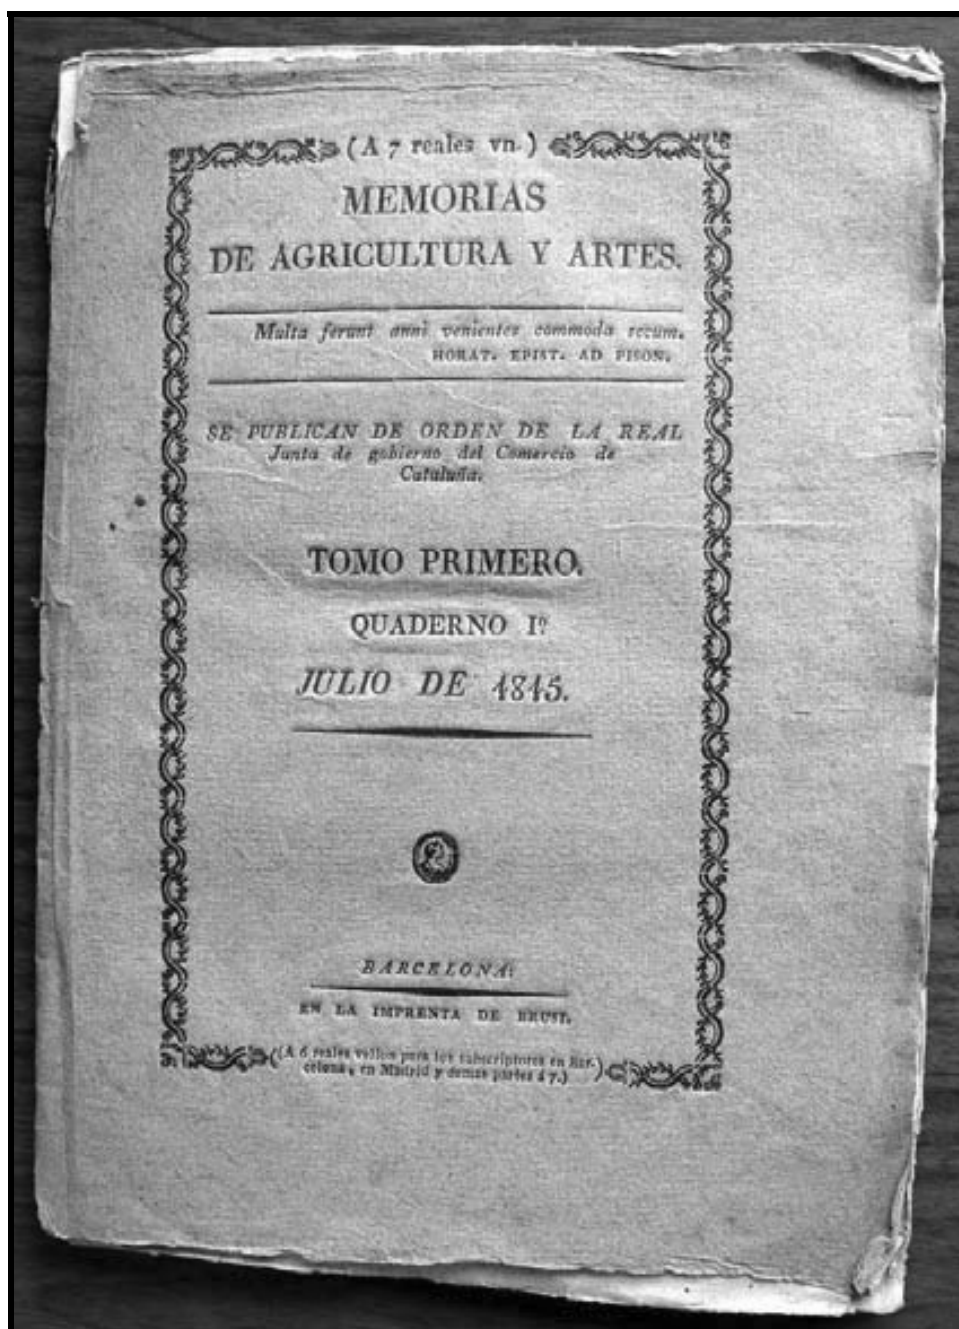 (A 7 reales vn.)
MEMORIAS
DE AGRICULTURA Y ARTES.
Multa ferunt anni venientes commoda secum.
HORAT. EPIST. AD PISON.
SE PUBLICAN DE ORDEN DE LA REAL
Junta de gobierno del Comercio de
Cataluña.
TOMO PRIMERO.
QUADERNO Iº
JULIO DE 1815.
BARCELONA:
EN LA IMPRENTA DE BRUSI.
(A 6 reales vellon para los subscriptores en Bar-
celona, en Madrid y demas partes á 7.)